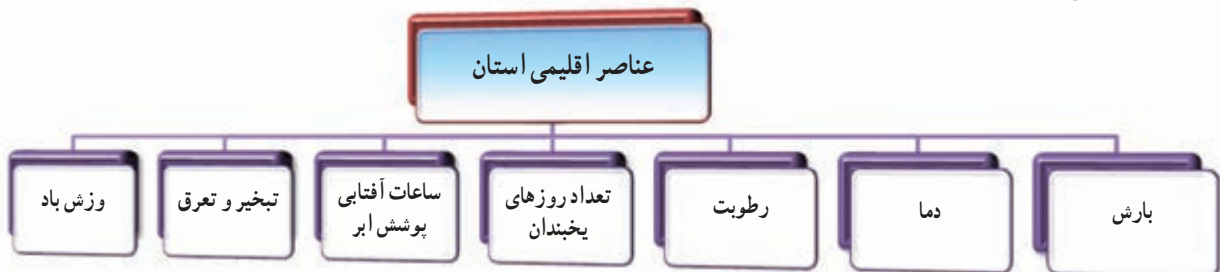 عناصر اقلیمی استان
بارش
دما
رطوبت
تعداد روزهای
یخبندان
ساعات آفتابی
پوشش ابر
تبخیر و تعرق
وزش باد